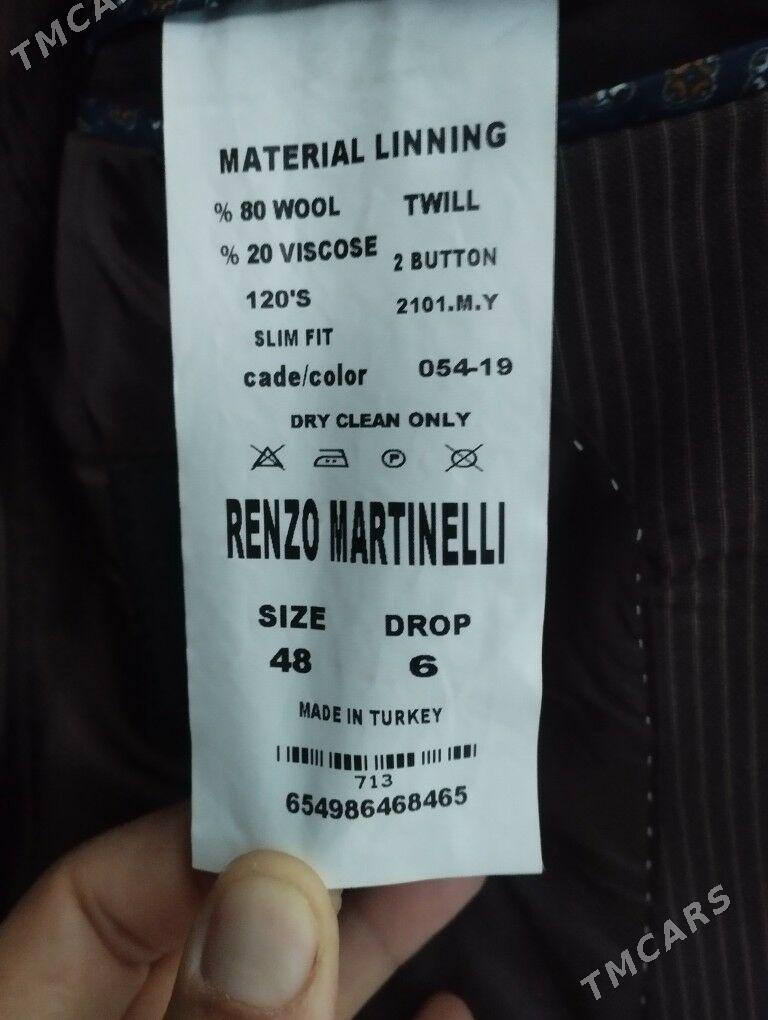 TMCARS
MATERIAL LINNING
% 80 WOOL TWILL
% 20 VISCOSE 2 BUTTON
120'S 2101.M.Y
SLIM FIT
cade/color 054-19
DRY CLEAN ONLY
P
RENZO MARTINELLI
SIZE DROP
48 6
MADE IN TURKEY
713
654986468465
TMCARS